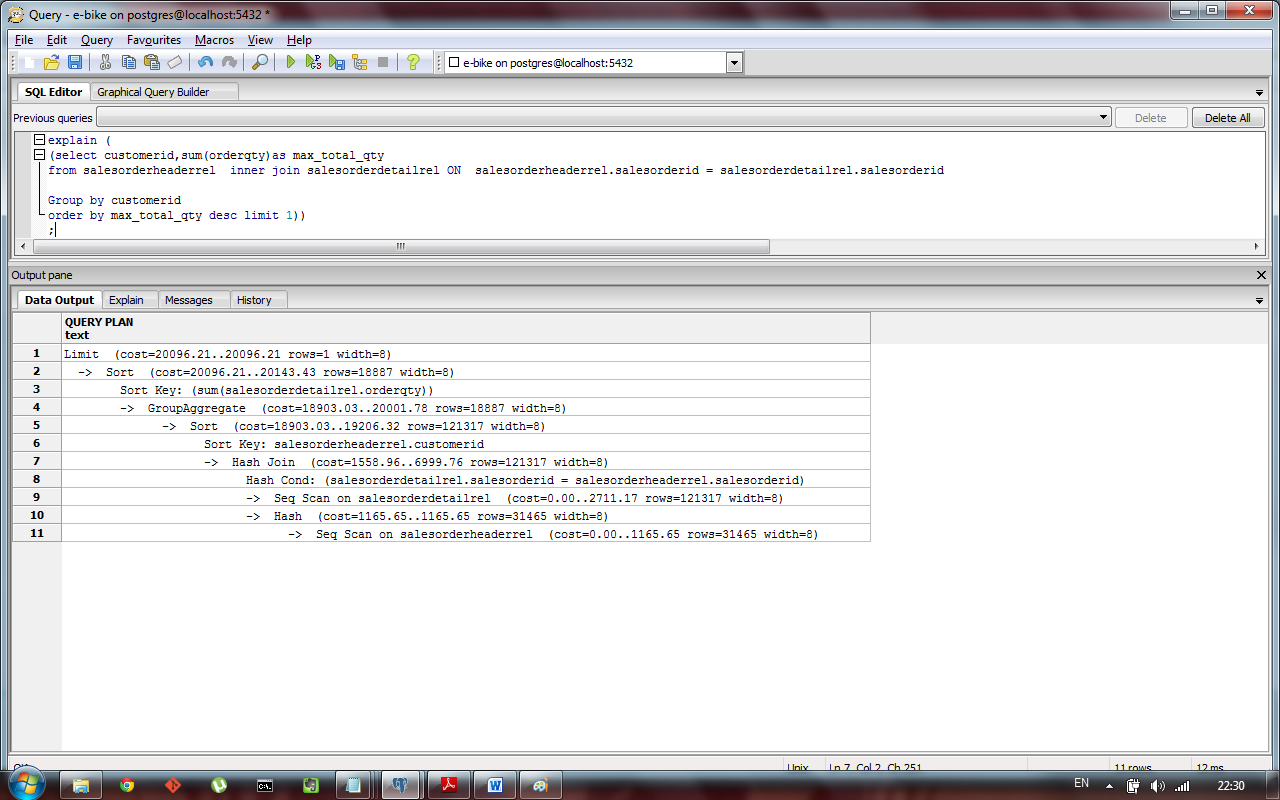 Query - e-bike on postgres@localhost:5432 *
File Edit Query Favourites Macros View Help
e-bike on postgres@localhost:5432
SQL Editor Graphical Query Builder
Previous queries Delete Delete All
explain (
(select customerid,sum(orderqty)as max_total_qty
from salesorderheaderrel  inner join salesorderdetailrel ON  salesorderheaderrel.salesorderid = salesorderdetailrel.salesorderid
Group by customerid
order by max_total_qty desc limit 1))
;
Output pane
Data Output Explain Messages History
QUERY PLAN
text
1 Limit  (cost=20096.21..20096.21 rows=1 width=8)
2 ->  Sort  (cost=20096.21..20143.43 rows=18887 width=8)
3 Sort Key: (sum(salesorderdetailrel.orderqty))
4 ->  GroupAggregate  (cost=18903.03..20001.78 rows=18887 width=8)
5 ->  Sort  (cost=18903.03..19206.32 rows=121317 width=8)
6 Sort Key: salesorderheaderrel.customerid
7 ->  Hash Join  (cost=1558.96..6999.76 rows=121317 width=8)
8 Hash Cond: (salesorderdetailrel.salesorderid = salesorderheaderrel.salesorderid)
9 ->  Seq Scan on salesorderdetailrel  (cost=0.00..2711.17 rows=121317 width=8)
10 ->  Hash  (cost=1165.65..1165.65 rows=31465 width=8)
11 ->  Seq Scan on salesorderheaderrel  (cost=0.00..1165.65 rows=31465 width=8)
Unix Ln 7, Col 2, Ch 251 11 rows 12 ms
EN 22:30